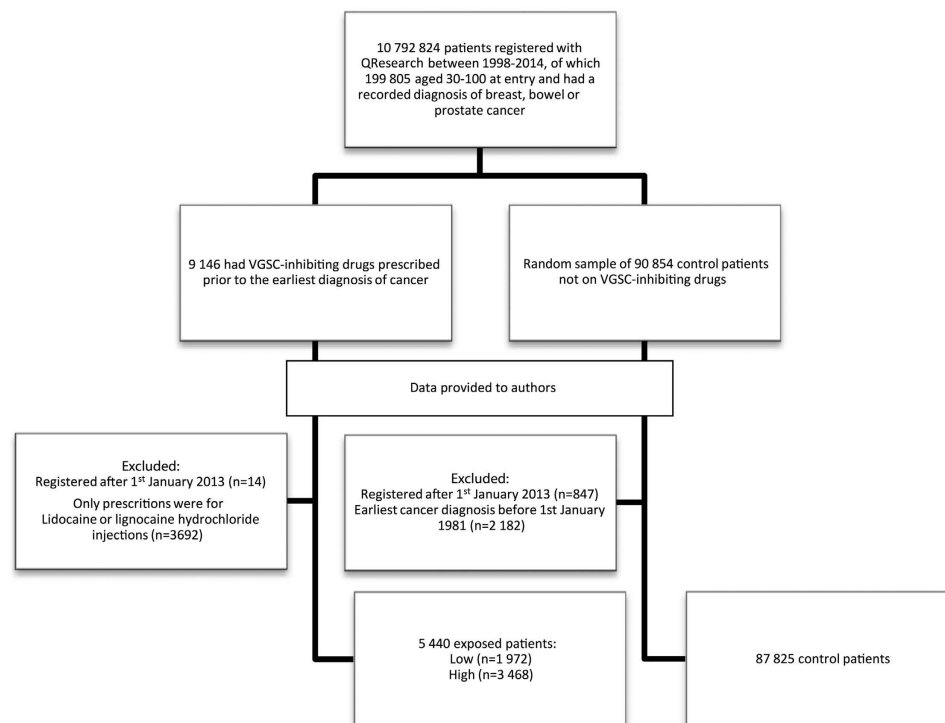 10 792 824 patients registered with
QResearch between 1998-2014, of which
199 805 aged 30-100 at entry and had a
recorded diagnosis of breast, bowel or
prostate cancer
9 146 had VGSC-inhibiting drugs prescribed
prior to the earliest diagnosis of cancer
Random sample of 90 854 control patients
not on VGSC-inhibiting drugs
Data provided to authors
Excluded:
Registered after 1st January 2013 (n=14)
Only prescritions were for
Lidocaine or lignocaine hydrochloride
injections (n=3692)
Excluded:
Registered after 1st January 2013 (n=847)
Earliest cancer diagnosis before 1st January
1981 (n=2 182)
5 440 exposed patients:
Low (n=1 972)
High (n=3 468)
87 825 control patients